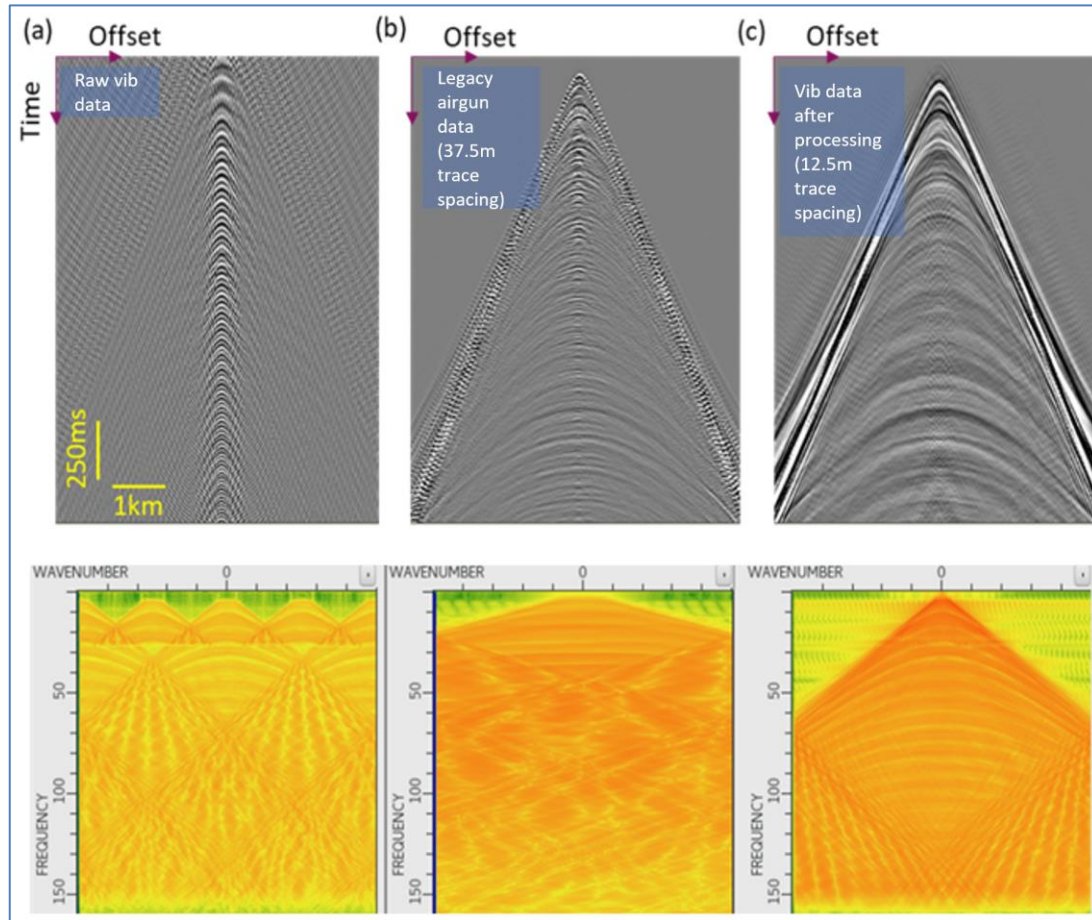 (a)
Offset
Time
Raw vib
data
250ms
1km
(b)
Offset
Legacy
airgun
data
(37.5m
trace
spacing)
(c)
Offset
Vib data
after
processing
(12.5m
trace
spacing)
WAVENUMBER 0
FREQUENCY
50
100
150
WAVENUMBER 0
FREQUENCY
50
100
150
WAVENUMBER 0
FREQUENCY
50
100
150